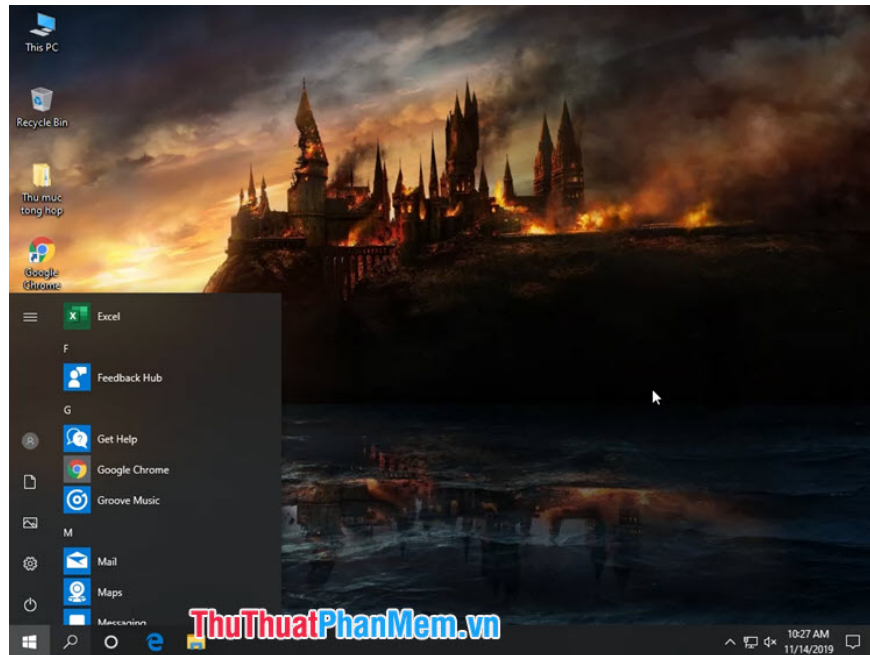 This PC
Recycle Bin
Thu muc
tong hop
Google
Chrome
Excel
F
Feedback Hub
G
Get Help
Google Chrome
Groove Music
M
Mail
Maps
Messaging
ThuThuatPhanMem.vn
10:27 AM
11/14/2019